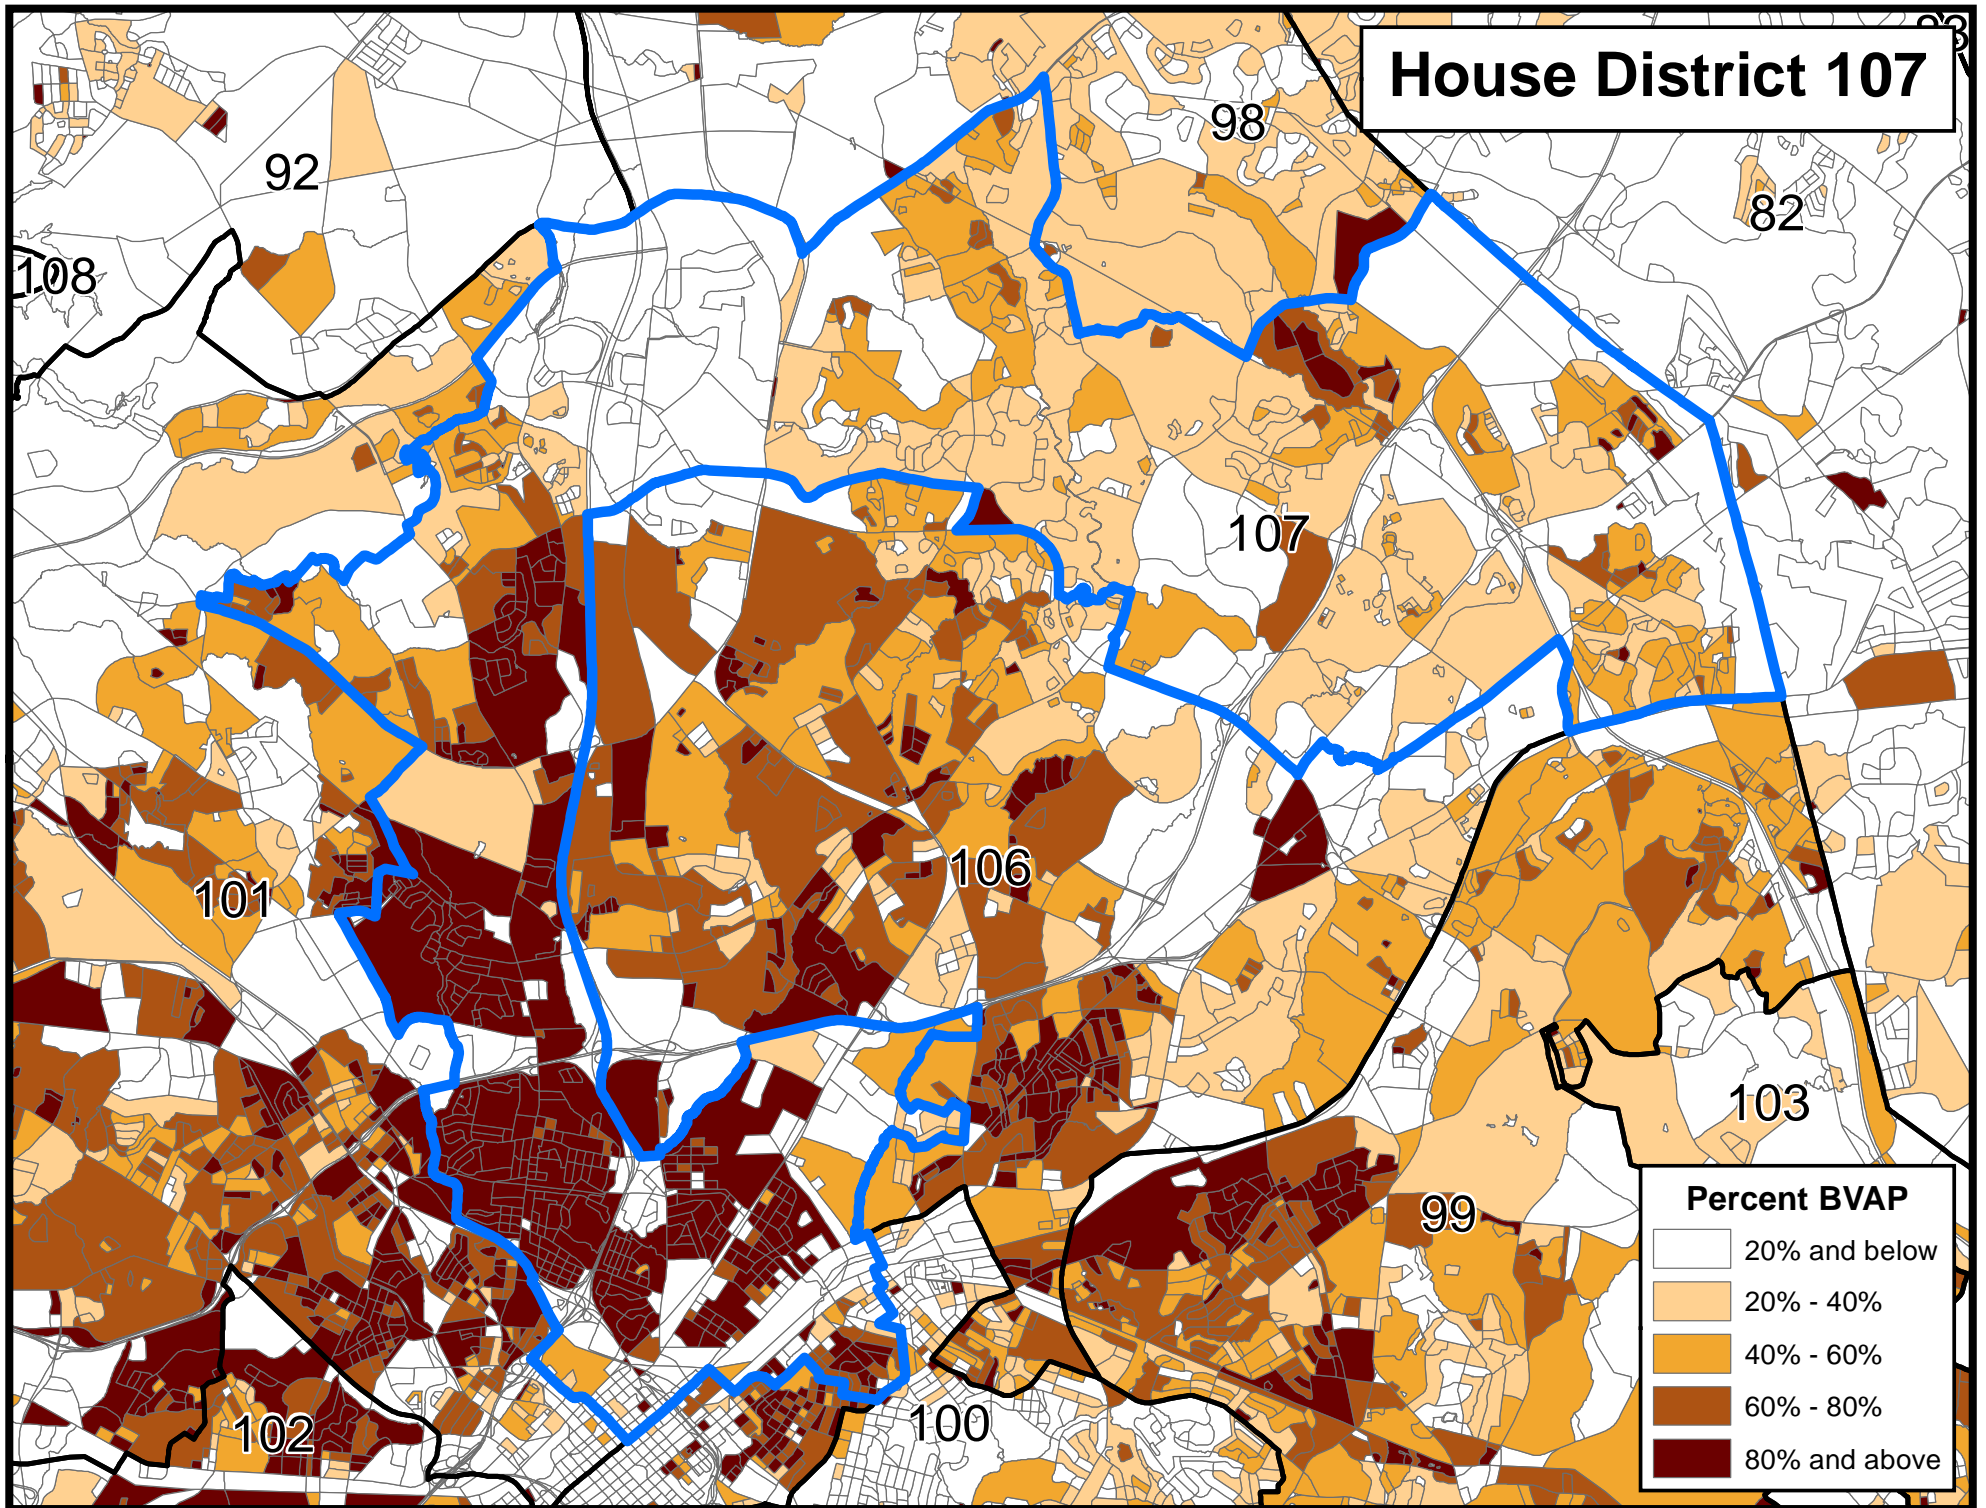 House District 107
98
92
82
108
107
106
101
103
99
102
100
Percent BVAP
20% and below
20% - 40%
40% - 60%
60% - 80%
80% and above